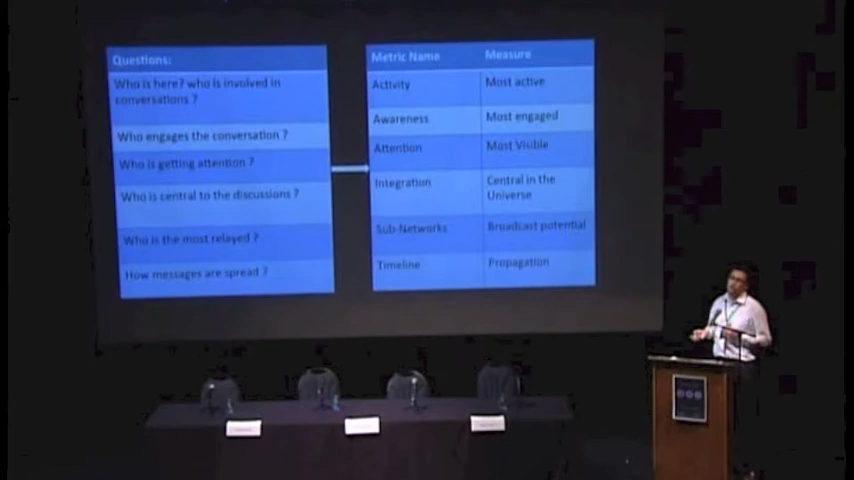 Questions:
Who is here? who is involved in
conversations ?
Who engages the conversation ?
Who is getting attention ?
Who is central to the discussions ?
Who is the most relayed ?
How messages are spread ?
Metric Name Measure
Activity Most active
Awareness Most engaged
Attention Most Visible
Integration Central in the
Universe
Sub-Networks Broadcast potential
Timeline Propagation